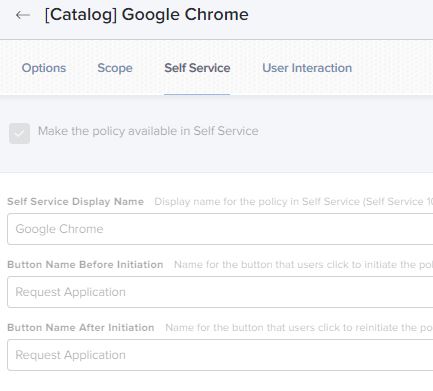 ← [Catalog] Google Chrome
Options Scope Self Service User Interaction
Make the policy available in Self Service
Self Service Display Name Display name for the policy in Self Service (Self Service
Google Chrome
Button Name Before Initiation Name for the button that users click to initiate the
Request Application
Button Name After Initiation Name for the button that users click to reinitiate the
Request Application